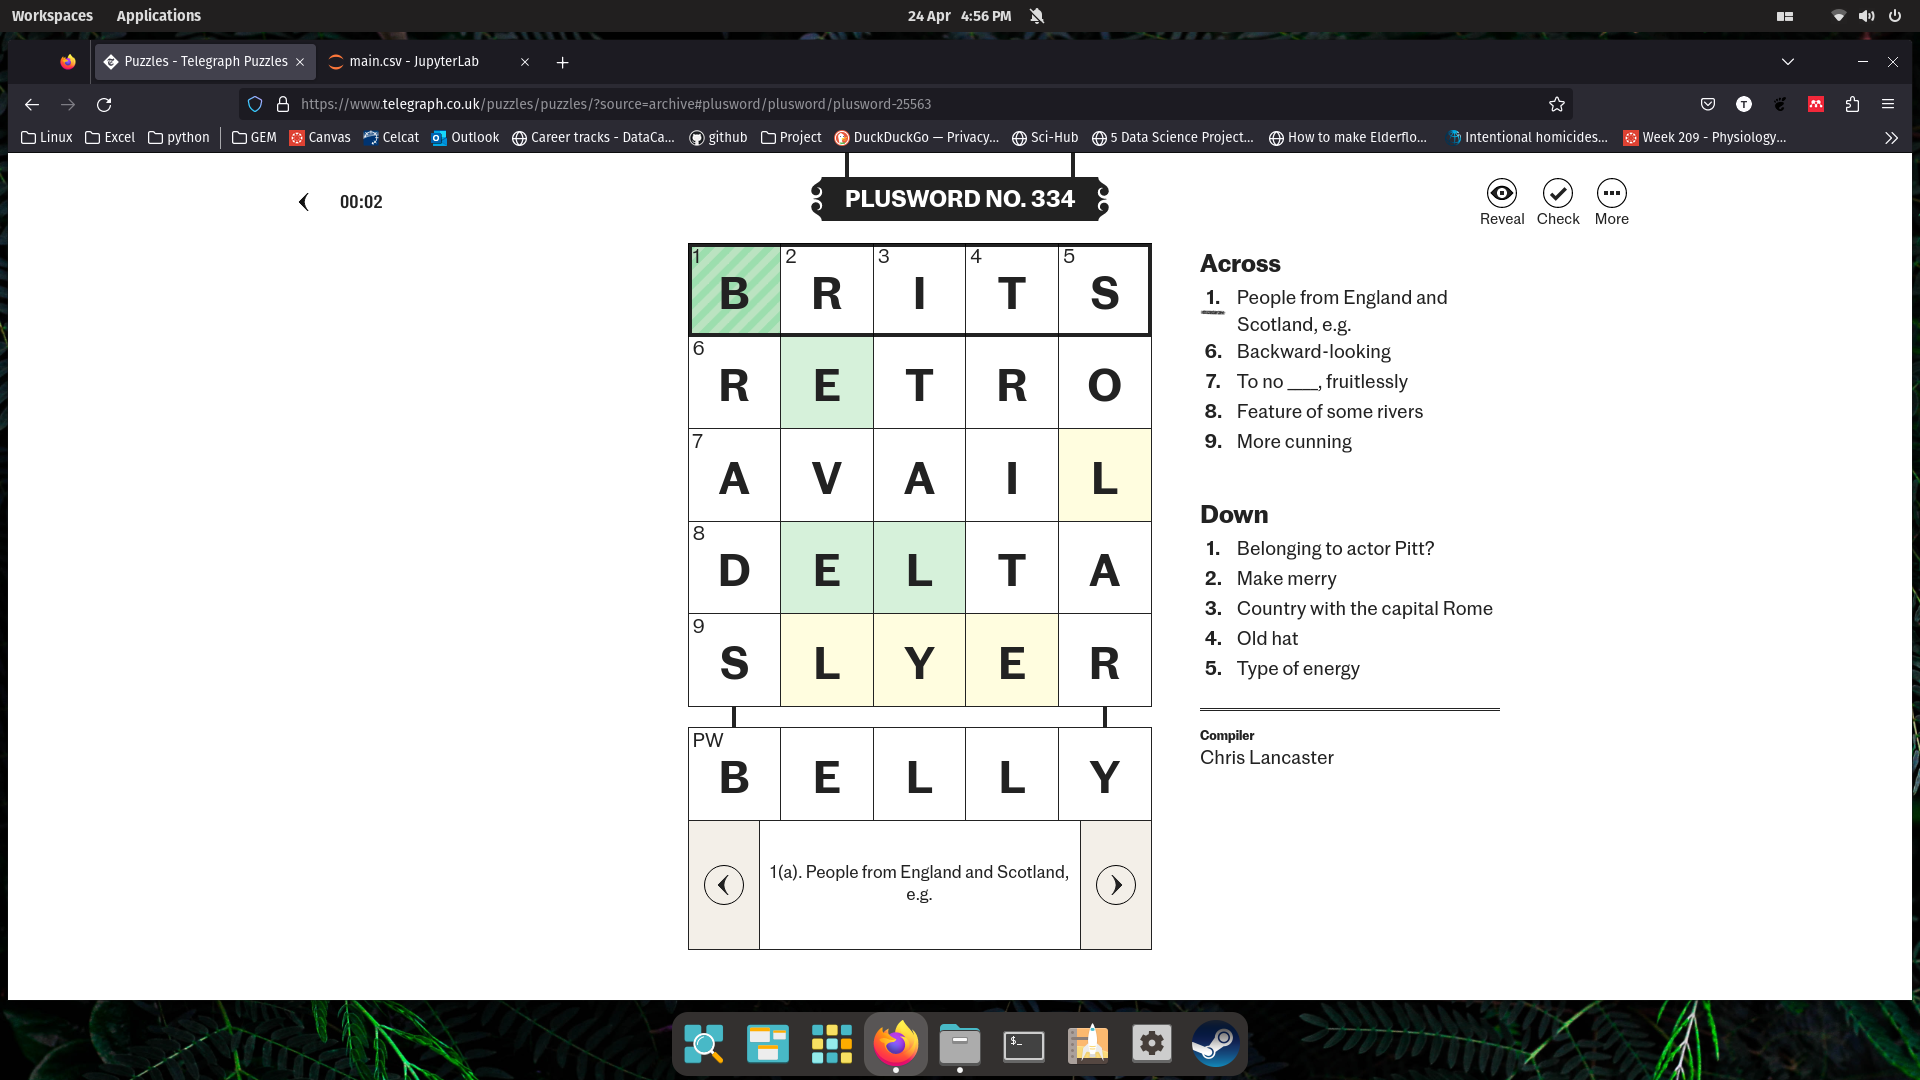 Workspaces Applications 24 Apr 4:56 PM
Puzzles - Telegraph Puzzles main.csv - JupyterLab
https://www.telegraph.co.uk/puzzles/puzzles/?source=archive#plusword/plusword/plusword-25563
Linux Excel python GEM Canvas Celcat Outlook Career tracks - DataCa... github Project DuckDuckGo — Privacy... Sci-Hub 5 Data Science Project... How to make Elderflo... Intentional homicides... Week 209 - Physiology...
00:02
PLUSWORD NO. 334
Reveal Check More
1 B 2 R 3 I 4 T 5 S
6 R E T R O
7 A V A I L
8 D E L T A
9 S L Y E R
PW B E L L Y
1(a). People from England and Scotland,
e.g.
Across
1. People from England and
Scotland, e.g.
6. Backward-looking
7. To no ___, fruitlessly
8. Feature of some rivers
9. More cunning
Down
1. Belonging to actor Pitt?
2. Make merry
3. Country with the capital Rome
4. Old hat
5. Type of energy
Compiler
Chris Lancaster